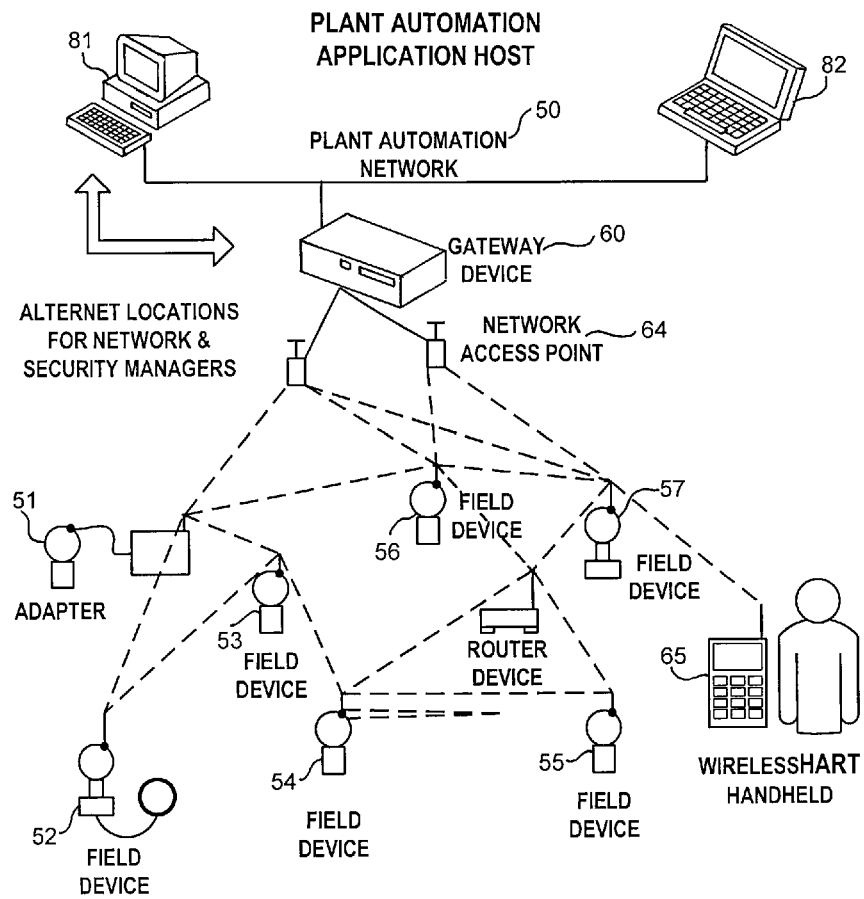 PLANT AUTOMATION
APPLICATION HOST
81
82
50
PLANT AUTOMATION
NETWORK
GATEWAY
DEVICE
60
ALTERNET LOCATIONS
FOR NETWORK &
SECURITY MANAGERS
NETWORK
ACCESS POINT
64
51
ADAPTER
56
FIELD
DEVICE
57
FIELD
DEVICE
53
FIELD
DEVICE
ROUTER
DEVICE
65
WIRELESSHART
HANDHELD
52
FIELD
DEVICE
54
FIELD
DEVICE
55
FIELD
DEVICE